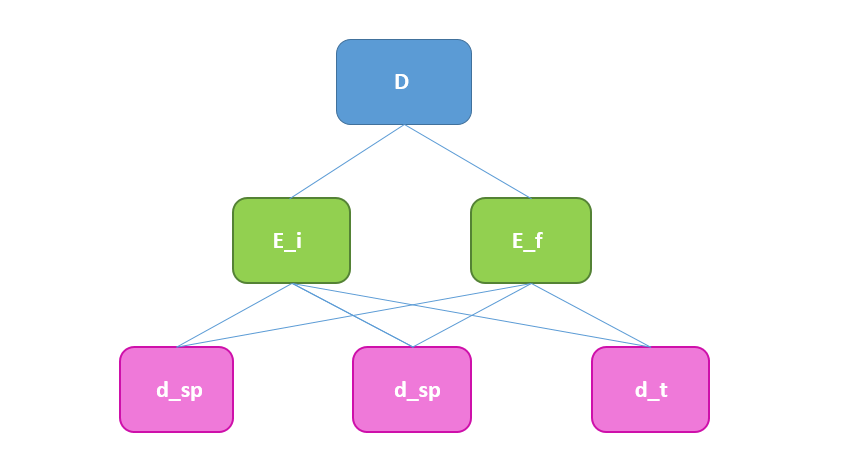 D
E_i
E_f
d_sp
d_sp
d_t